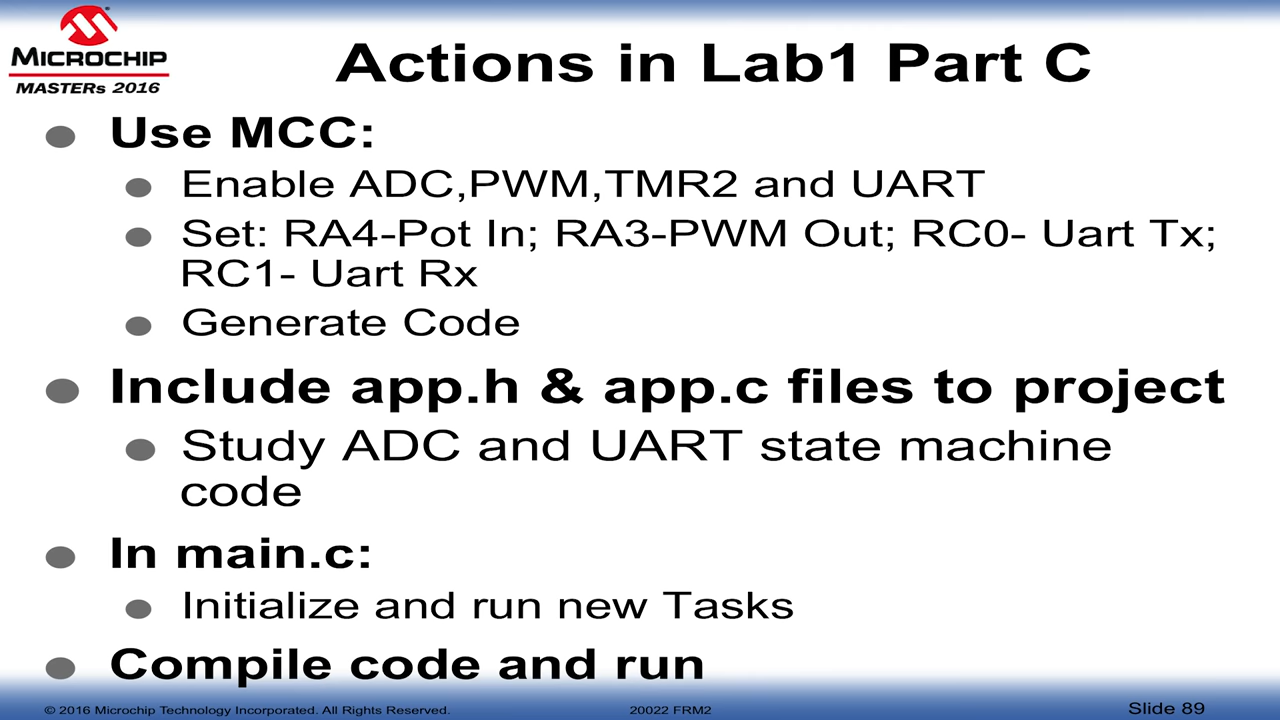 MICROCHIP
MASTERs 2016
Actions in Lab1 Part C
Use MCC:
Enable ADC,PWM,TMR2 and UART
Set: RA4-Pot In; RA3-PWM Out; RC0- Uart Tx;
RC1- Uart Rx
Generate Code
Include app.h & app.c files to project
Study ADC and UART state machine
code
In main.c:
Initialize and run new Tasks
Compile code and run
© 2016 Microchip Technology Incorporated. All Rights Reserved.
20022 FRM2
Slide 89